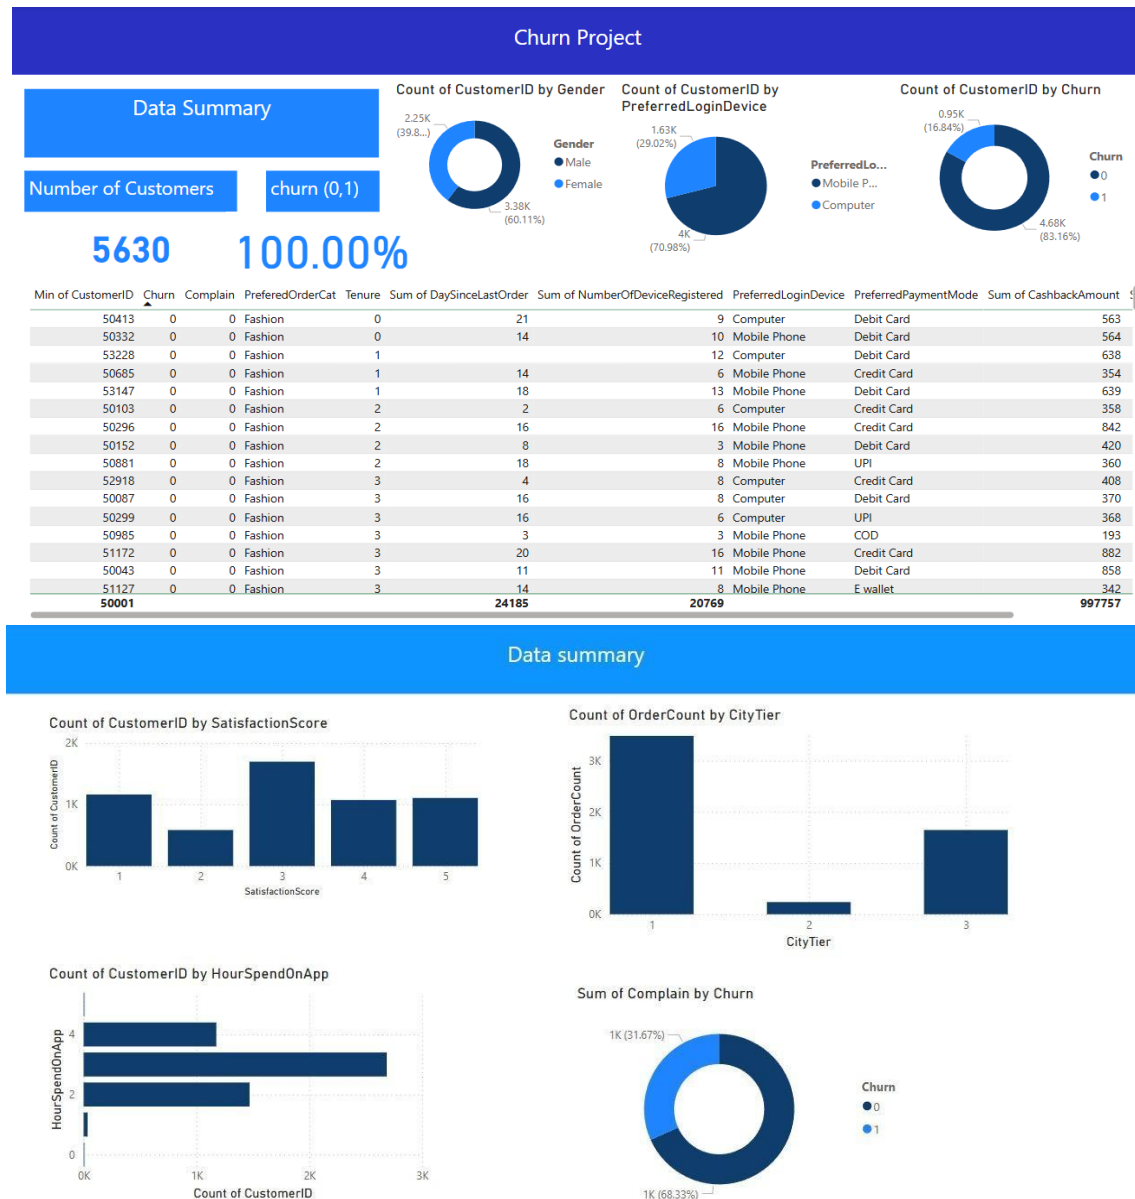 Churn Project
Data Summary
Number of Customers
churn (0,1)
5630
100.00%
Count of CustomerID by Gender
2.25K
(39.8...)
3.38K
(60.11%)
Gender
Male
Female
Count of CustomerID by
PreferredLoginDevice
1.63K
(29.02%)
4K
(70.98%)
PreferredLo...
Mobile P...
Computer
Count of CustomerID by Churn
0.95K
(16.84%)
4.68K
(83.16%)
Churn
0
1
Min of CustomerID Churn Complain PreferedOrderCat Tenure Sum of DaySinceLastOrder Sum of NumberOfDeviceRegistered PreferredLoginDevice PreferredPaymentMode Sum of CashbackAmount
50413 0 0 Fashion 0 21 9 Computer Debit Card 563
50332 0 0 Fashion 0 14 10 Mobile Phone Debit Card 564
53228 0 0 Fashion 1 12 Computer Debit Card 638
50685 0 0 Fashion 1 14 6 Mobile Phone Credit Card 354
53147 0 0 Fashion 1 18 13 Mobile Phone Debit Card 639
50103 0 0 Fashion 2 2 6 Computer Credit Card 358
50296 0 0 Fashion 2 16 16 Mobile Phone Credit Card 842
50152 0 0 Fashion 2 8 3 Mobile Phone Debit Card 420
50881 0 0 Fashion 2 18 8 Mobile Phone UPI 360
52918 0 0 Fashion 3 4 8 Computer Credit Card 408
50087 0 0 Fashion 3 16 8 Computer Debit Card 370
50299 0 0 Fashion 3 16 6 Computer UPI 368
50985 0 0 Fashion 3 3 3 Mobile Phone COD 193
51172 0 0 Fashion 3 20 16 Mobile Phone Credit Card 882
50043 0 0 Fashion 3 11 11 Mobile Phone Debit Card 858
51127 0 0 Fashion 3 14 8 Mobile Phone E wallet 342
50001 24185 20769 997757
Data summary
Count of CustomerID by SatisfactionScore
Count of CustomerID
2K
1K
0K
1 2 3 4 5
SatisfactionScore
Count of OrderCount by CityTier
Count of OrderCount
3K
2K
1K
0K
1 2 3
CityTier
Count of CustomerID by HourSpendOnApp
HourSpendOnApp
4
2
0
0K 1K 2K 3K
Count of CustomerID
Sum of Complain by Churn
1K (31.67%)
1K (68.33%)
Churn
0
1